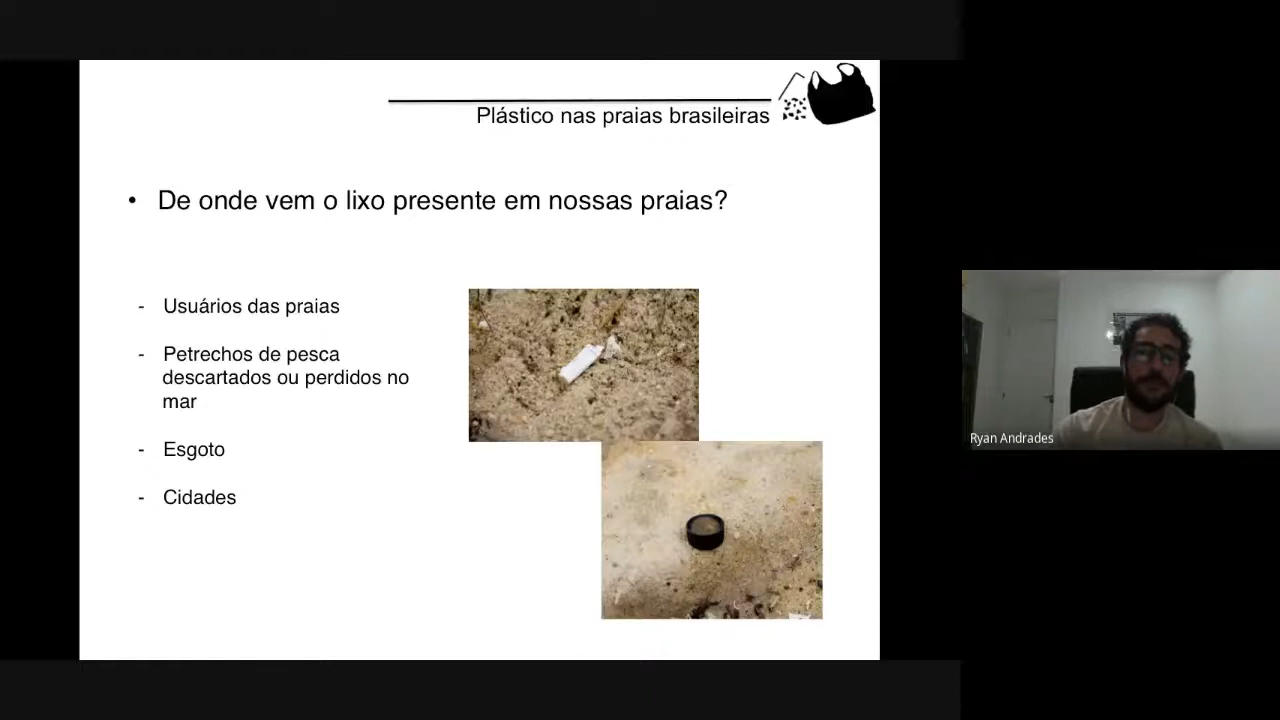 Plástico nas praias brasileiras
• De onde vem o lixo presente em nossas praias?
- Usuários das praias
- Petrechos de pesca
descartados ou perdidos no
mar
- Esgoto
- Cidades
Ryan Andrades